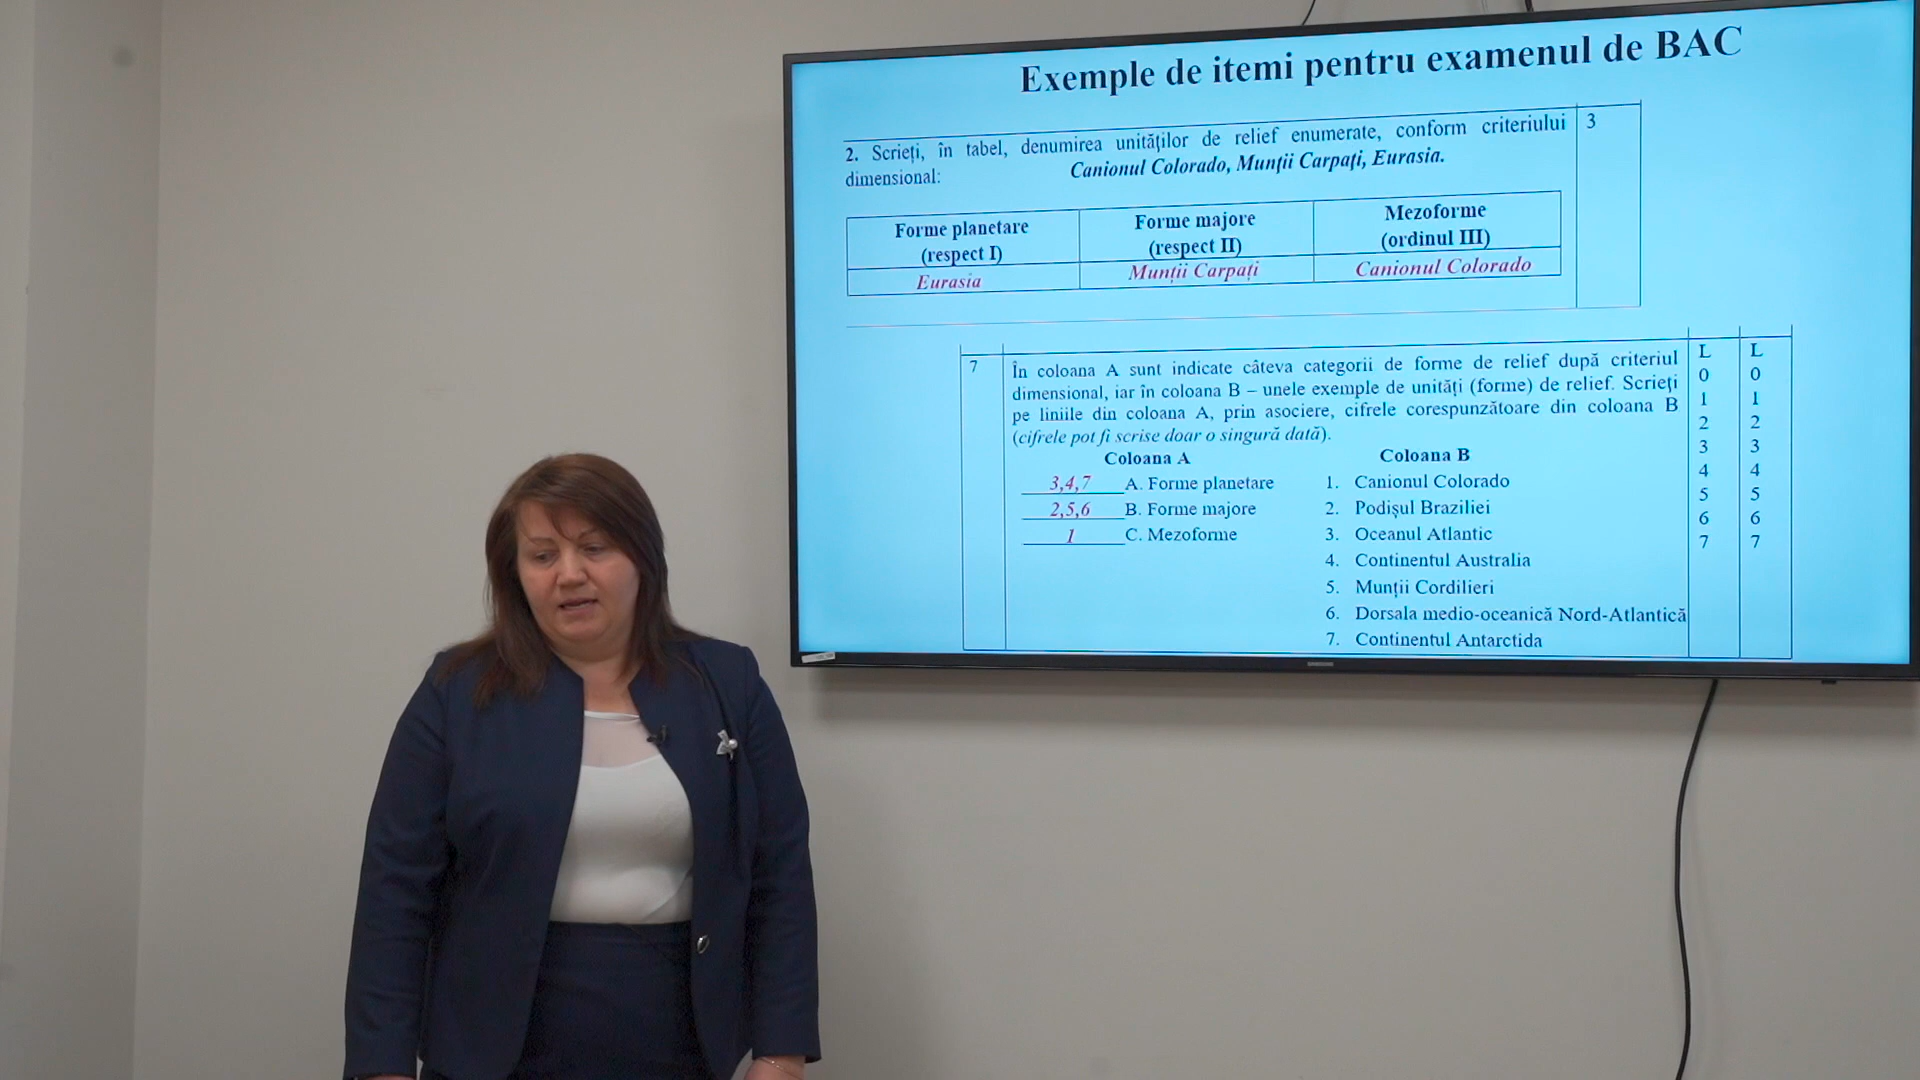 Exemple de itemi pentru examenul de BAC
2. Scrieți, în tabel, denumirea unităților de relief enumerate, conform criteriului
dimensional:
Canionul Colorado, Munții Carpați, Eurasia.
3
Forme planetare
(respect I)
Forme majore
(respect II)
Mezoforme
(ordinul III)
Eurasia
Munții Carpați
Canionul Colorado
7
În coloana A sunt indicate câteva categorii de forme de relief după criteriul
dimensional, iar în coloana B – unele exemple de unități (forme) de relief. Scrieți
pe liniile din coloana A, prin asociere, cifrele corespunzătoare din coloana B
(cifrele pot fi scrise doar o singură dată).
Coloana A
3,4,7 A. Forme planetare
2,5,6 B. Forme majore
1 C. Mezoforme
Coloana B
1. Canionul Colorado
2. Podișul Braziliei
3. Oceanul Atlantic
4. Continentul Australia
5. Munții Cordilieri
6. Dorsala medio-oceanică Nord-Atlantică
7. Continentul Antarctida
L
0
1
2
3
4
5
6
7
L
0
1
2
3
4
5
6
7